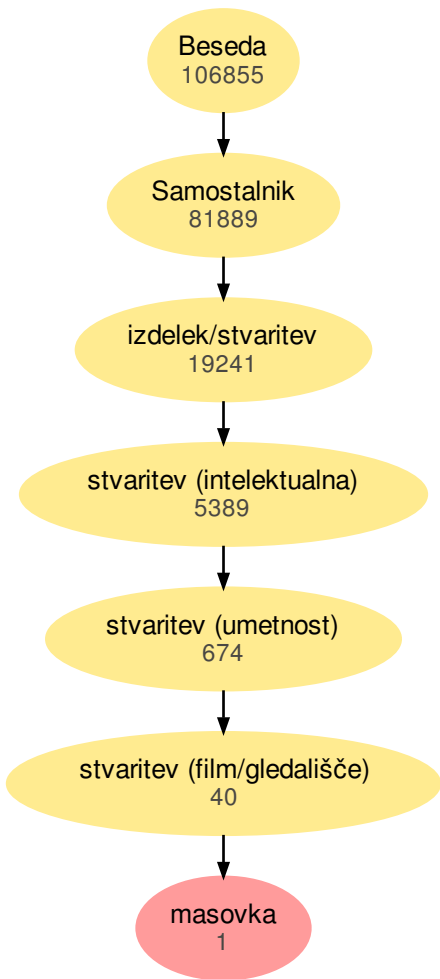 Beseda
106855
Samostalnik
81889
izdelek/stvaritev
19241
stvaritev (intelektualna)
5389
stvaritev (umetnost)
674
stvaritev (film/gledališče)
40
masovka
1